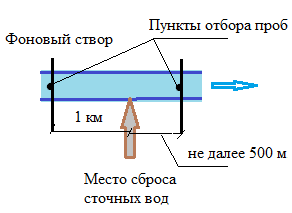 Пункты отбора проб
Фоновый створ
1 км
не далее 500 м
Место сброса
сточных вод